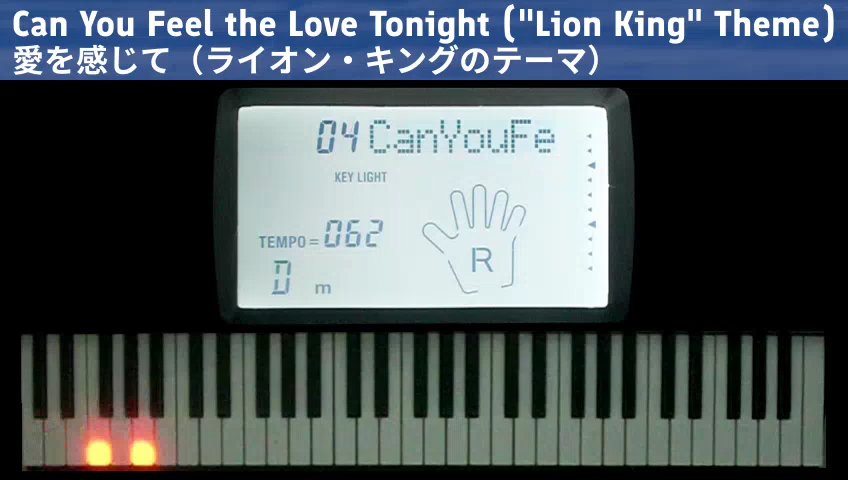 Can You Feel the Love Tonight ("Lion King" Theme)
愛を感じて（ライオン・キングのテーマ）
04 CanYouFe
KEY LIGHT
TEMPO = 062
D m
R